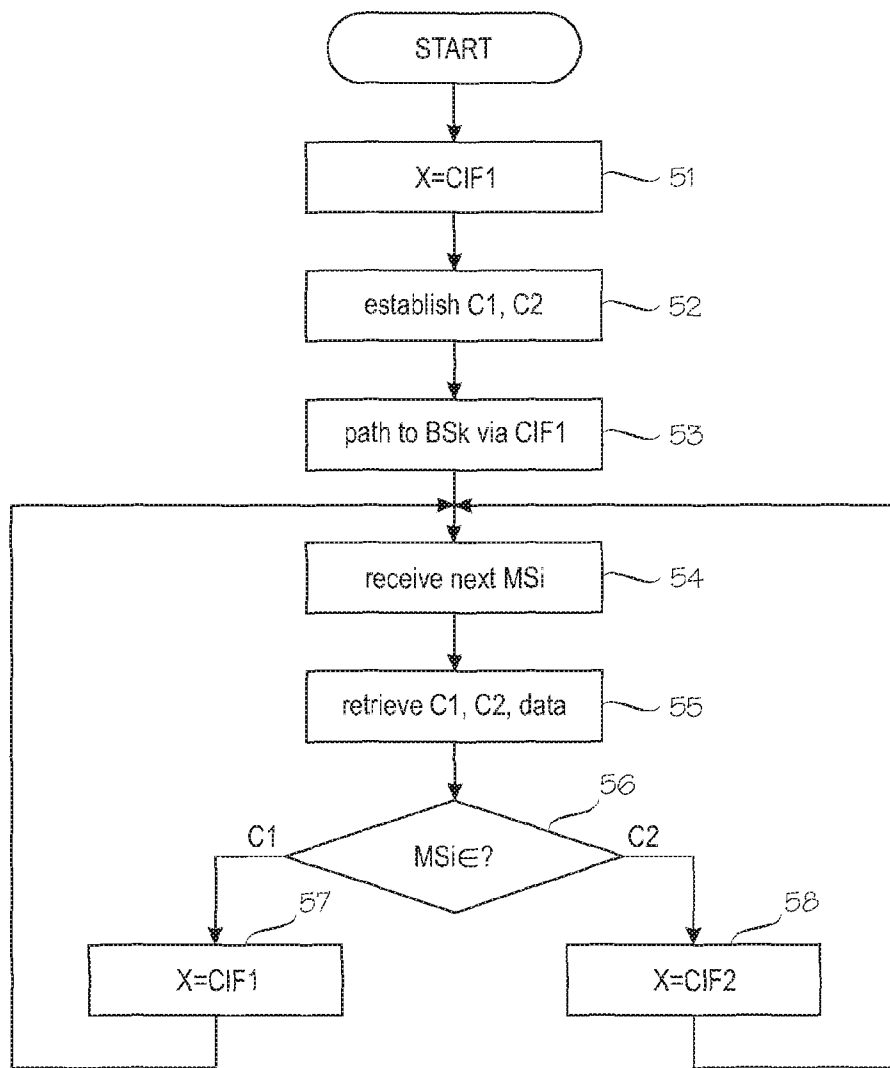 START
X=CIF1
51
establish C1, C2
52
path to BSk via CIF1
53
receive next MSi
54
retrieve C1, C2, data
55
56
C1
MSi∈?
C2
57
58
X=CIF1
X=CIF2